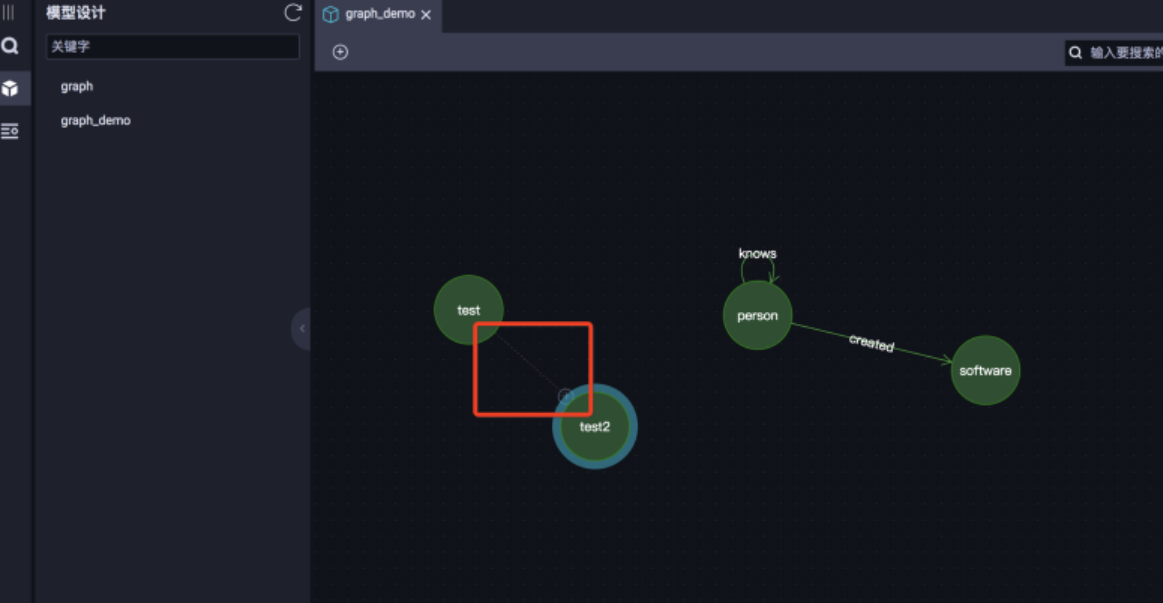 模型设计
关键字
graph
graph_demo
graph_demo
输入要搜索的
knows
test
person
created
software
test2